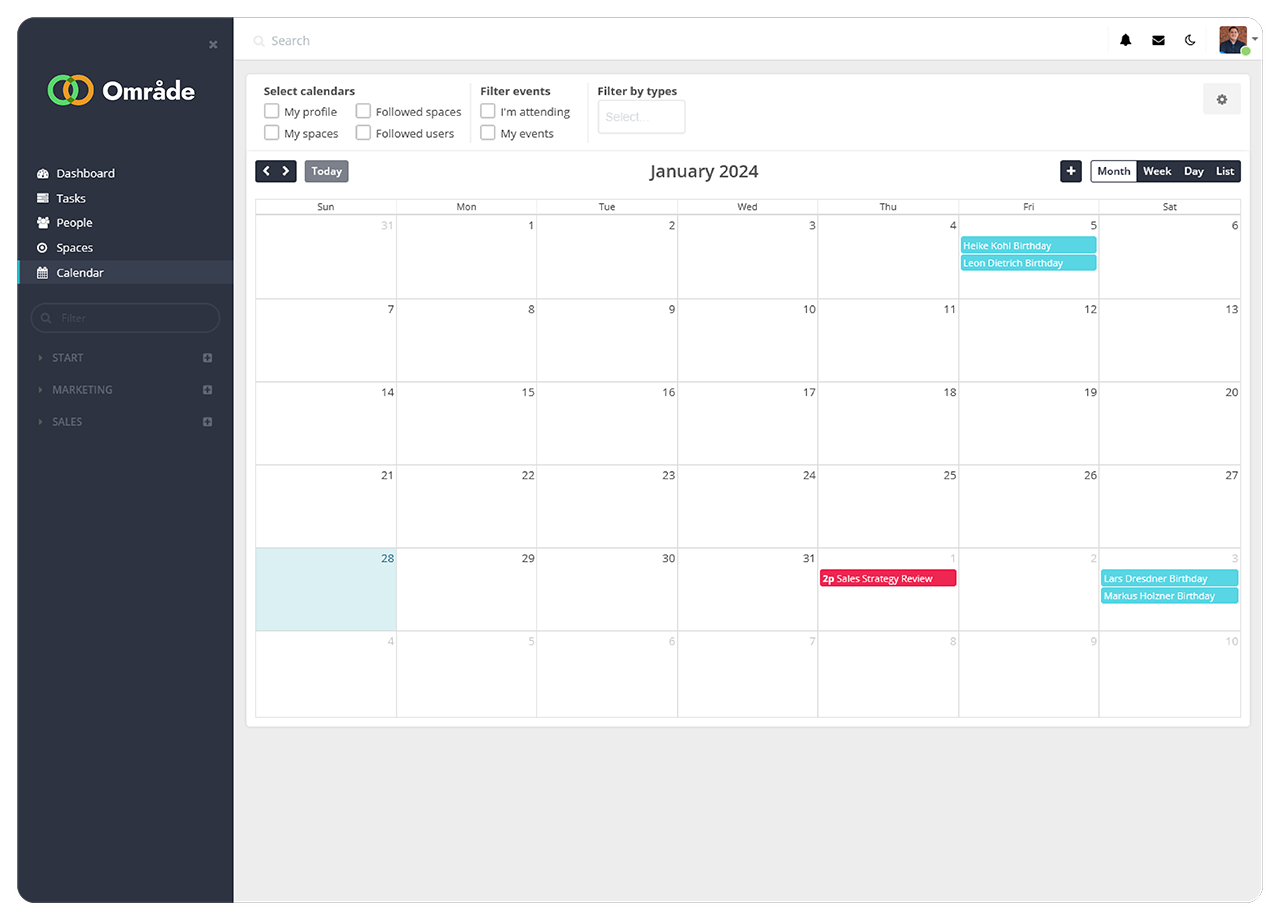 Område
Dashboard
Tasks
People
Spaces
Calendar
Filter
START
MARKETING
SALES
Search
Select calendars
My profile Followed spaces
My spaces Followed users
Filter events
I'm attending
My events
Filter by types
Select...
Today
January 2024
Month Week Day List
Sun Mon Tue Wed Thu Fri Sat
31 1 2 3 4 5 6
Heike Kohl Birthday
Leon Dietrich Birthday
7 8 9 10 11 12 13
14 15 16 17 18 19 20
21 22 23 24 25 26 27
28 29 30 31 1 2 3
2p Sales Strategy Review
Lars Dresdner Birthday
Markus Holzner Birthday
4 5 6 7 8 9 10